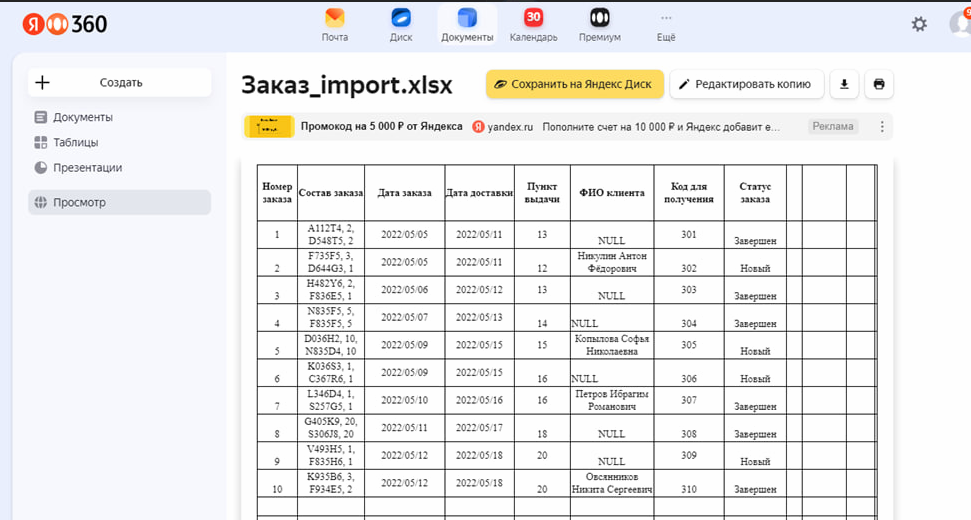 Я 360
Почта
Диск
Документы
30
Календарь
Премиум
Ещё
Создать
Документы
Таблицы
Презентации
Просмотр
Заказ_import.xlsx
Сохранить на Яндекс Диск
Редактировать копию
Промокод на 5 000 ₽ от Яндекса
Я yandex.ru
Пополните счет на 10 000 ₽ и Яндекс добавит е...
Реклама
Номер заказа Состав заказа Дата заказа Дата доставки Пункт выдачи ФИО клиента Код для получения Статус заказа
1 A112T4, 2, D548T5, 2 2022/05/05 2022/05/11 13 NULL 301 Завершен
2 F735F5, 3, D644G3, 1 2022/05/05 2022/05/11 12 Никулин Антон Фёдорович 302 Новый
3 H482Y6, 2, F836E5, 1 2022/05/06 2022/05/12 13 NULL 303 Завершен
4 N835F5, 5, F835F5, 5 2022/05/07 2022/05/13 14 NULL 304 Завершен
5 D036H2, 10, N835D4, 10 2022/05/09 2022/05/15 15 Копылова Софья Николаевна 305 Новый
6 K036S3, 1, C367R6, 1 2022/05/09 2022/05/15 16 NULL 306 Новый
7 L346D4, 1, S257G5, 1 2022/05/10 2022/05/16 16 Петров Ибрагим Романович 307 Завершен
8 G405K9, 20, S306J8, 20 2022/05/11 2022/05/17 18 NULL 308 Завершен
9 V493H5, 1, F835H6, 1 2022/05/12 2022/05/18 20 NULL 309 Новый
10 K935B6, 3, F934E5, 2 2022/05/12 2022/05/18 20 Овсянников Никита Сергеевич 310 Завершен